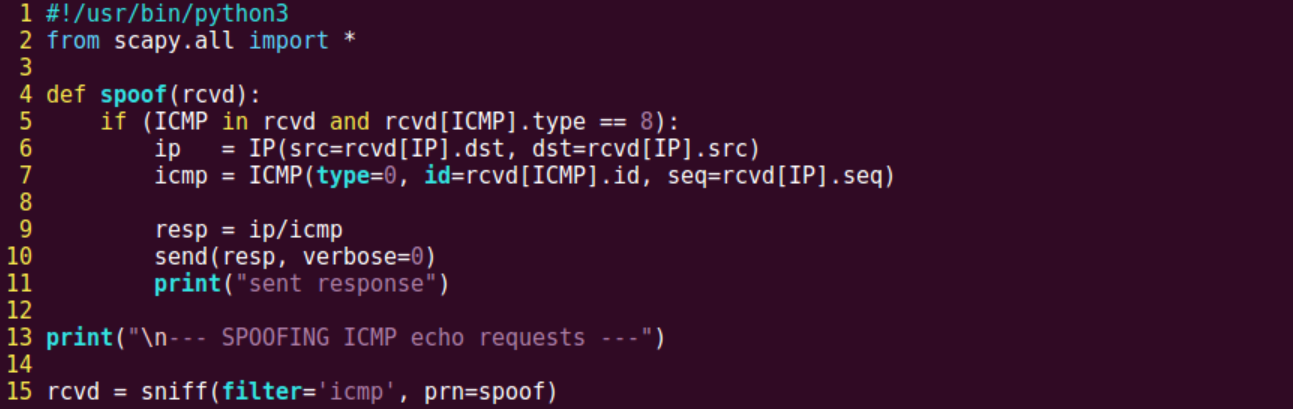 1 #!/usr/bin/python3
2 from scapy.all import *
3
4 def spoof(rcvd):
5     if (ICMP in rcvd and rcvd[ICMP].type == 8):
6         ip   = IP(src=rcvd[IP].dst, dst=rcvd[IP].src)
7         icmp = ICMP(type=0, id=rcvd[ICMP].id, seq=rcvd[IP].seq)
8
9         resp = ip/icmp
10         send(resp, verbose=0)
11         print("sent response")
12
13 print("\n--- SPOOFING ICMP echo requests ---")
14
15 rcvd = sniff(filter='icmp', prn=spoof)